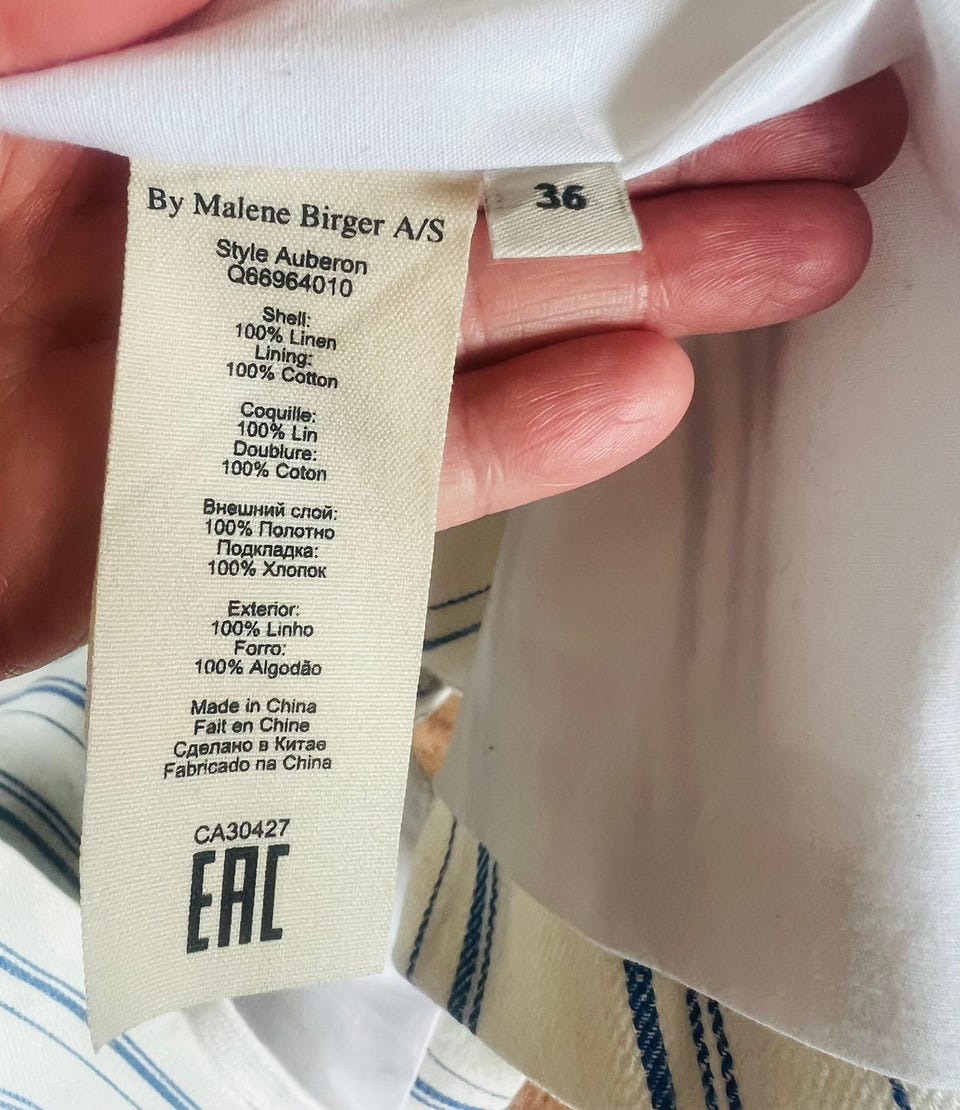 By Malene Birger A/S
36
Style Auberon
Q66964010
Shell:
100% Linen
Lining:
100% Cotton
Coquille:
100% Lin
Doublure:
100% Coton
Внешний слой:
100% Полотно
Подкладка:
100% Хлопок
Exterior:
100% Linho
Forro:
100% Algodão
Made in China
Fait en Chine
Сделано в Китае
Fabricado na China
CA30427
EAC